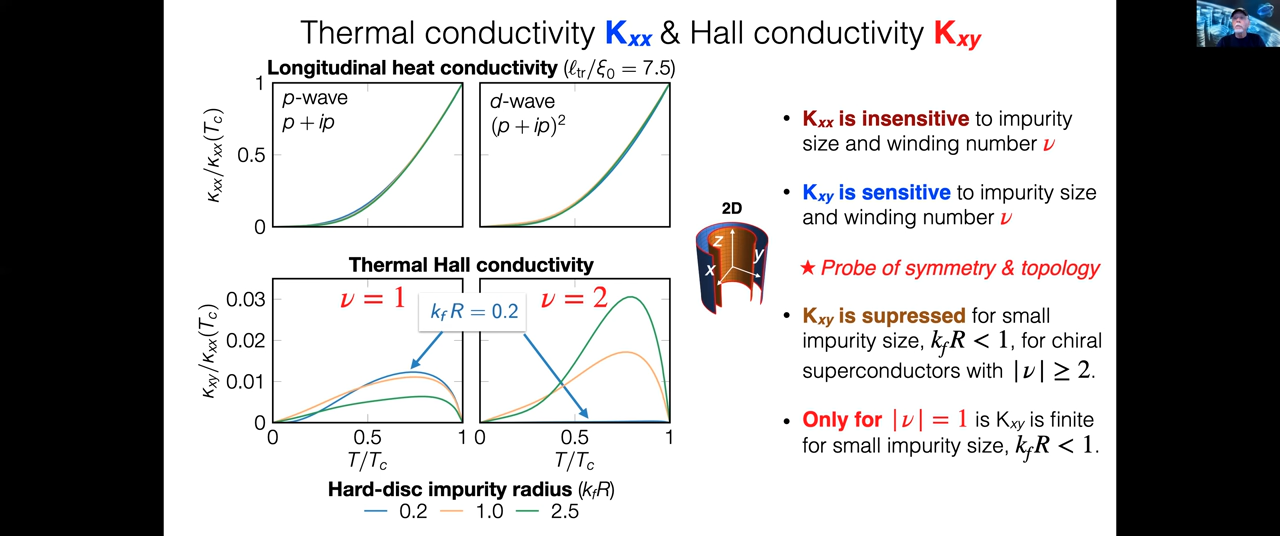 Thermal conductivity Kxx & Hall conductivity Kxy
Longitudinal heat conductivity (ℓtr/ξ0 = 7.5)
κxx/κxx(Tc)
1
0.5
0
p-wave
p + ip
d-wave
(p + ip)²
Thermal Hall conductivity
κxy/κxx(Tc)
0.03
0.02
0.01
0
ν = 1
kfR = 0.2
ν = 2
0 0.5 1 0 0.5 1
T/Tc T/Tc
Hard-disc impurity radius (kfR)
0.2 1.0 2.5
2D
z
x
y
• Kxx is insensitive to impurity
size and winding number ν
• Kxy is sensitive to impurity size
and winding number ν
★ Probe of symmetry & topology
• Kxy is supressed for small
impurity size, kfR < 1, for chiral
superconductors with |ν| ≥ 2.
• Only for |ν| = 1 is Kxy is finite
for small impurity size, kfR < 1.